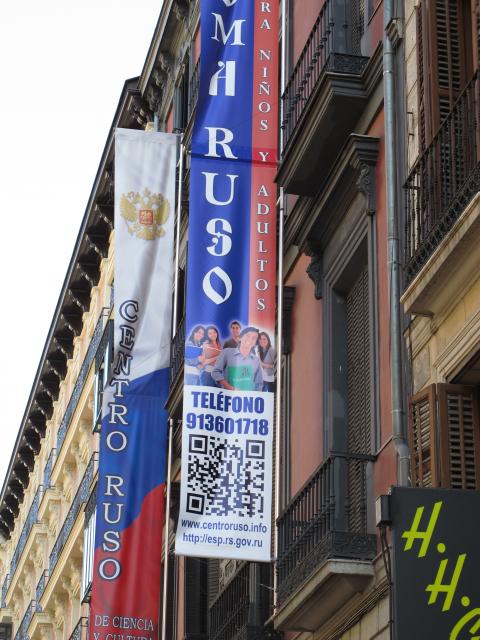 CENTRO RUSO
DE CIENCIA
Y CULTURA
MA RUSO
RA NIÑOS Y ADULTOS
TELÉFONO
913601718
www.centroruso.info
http://esp.rs.gov.ru
H.
H.